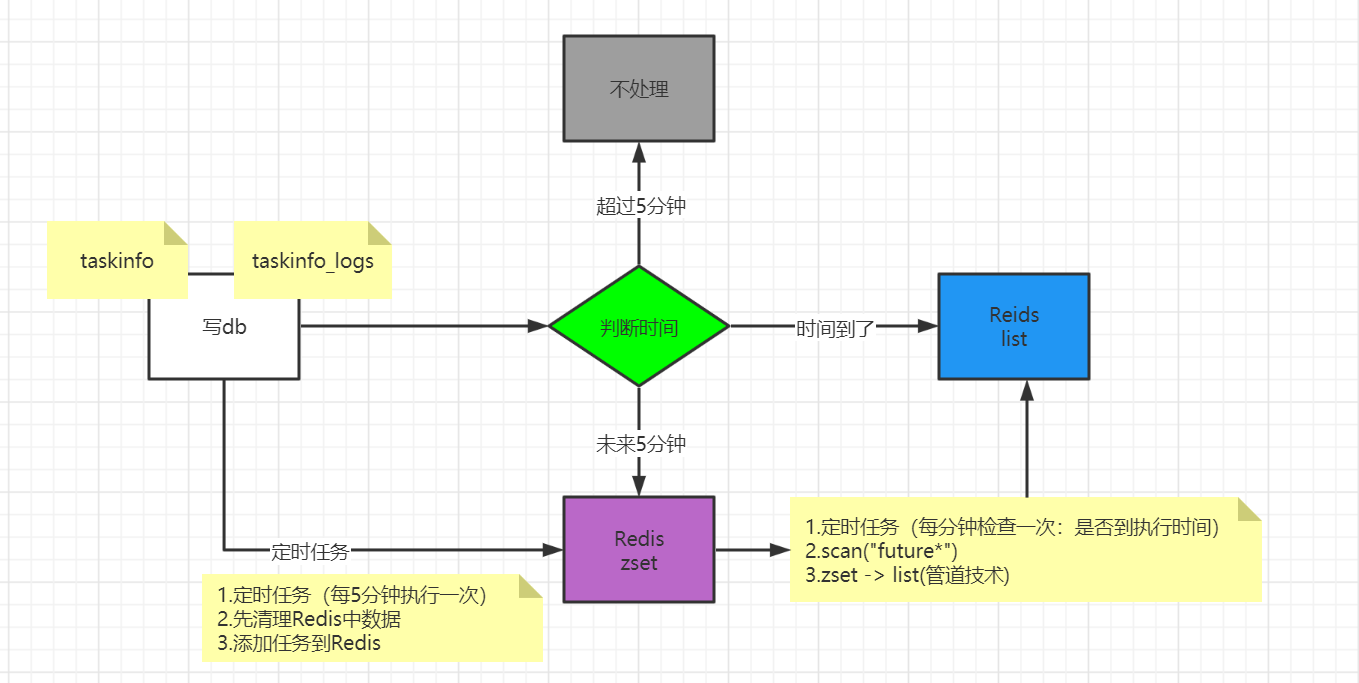 不处理
超过5分钟
taskinfo
taskinfo_logs
写db
判断时间
时间到了
Reids
list
未来5分钟
定时任务
Redis
zset
1.定时任务（每5分钟执行一次）
2.先清理Redis中数据
3.添加任务到Redis
1.定时任务（每分钟检查一次：是否到执行时间）
2.scan("future*")
3.zset -> list(管道技术)